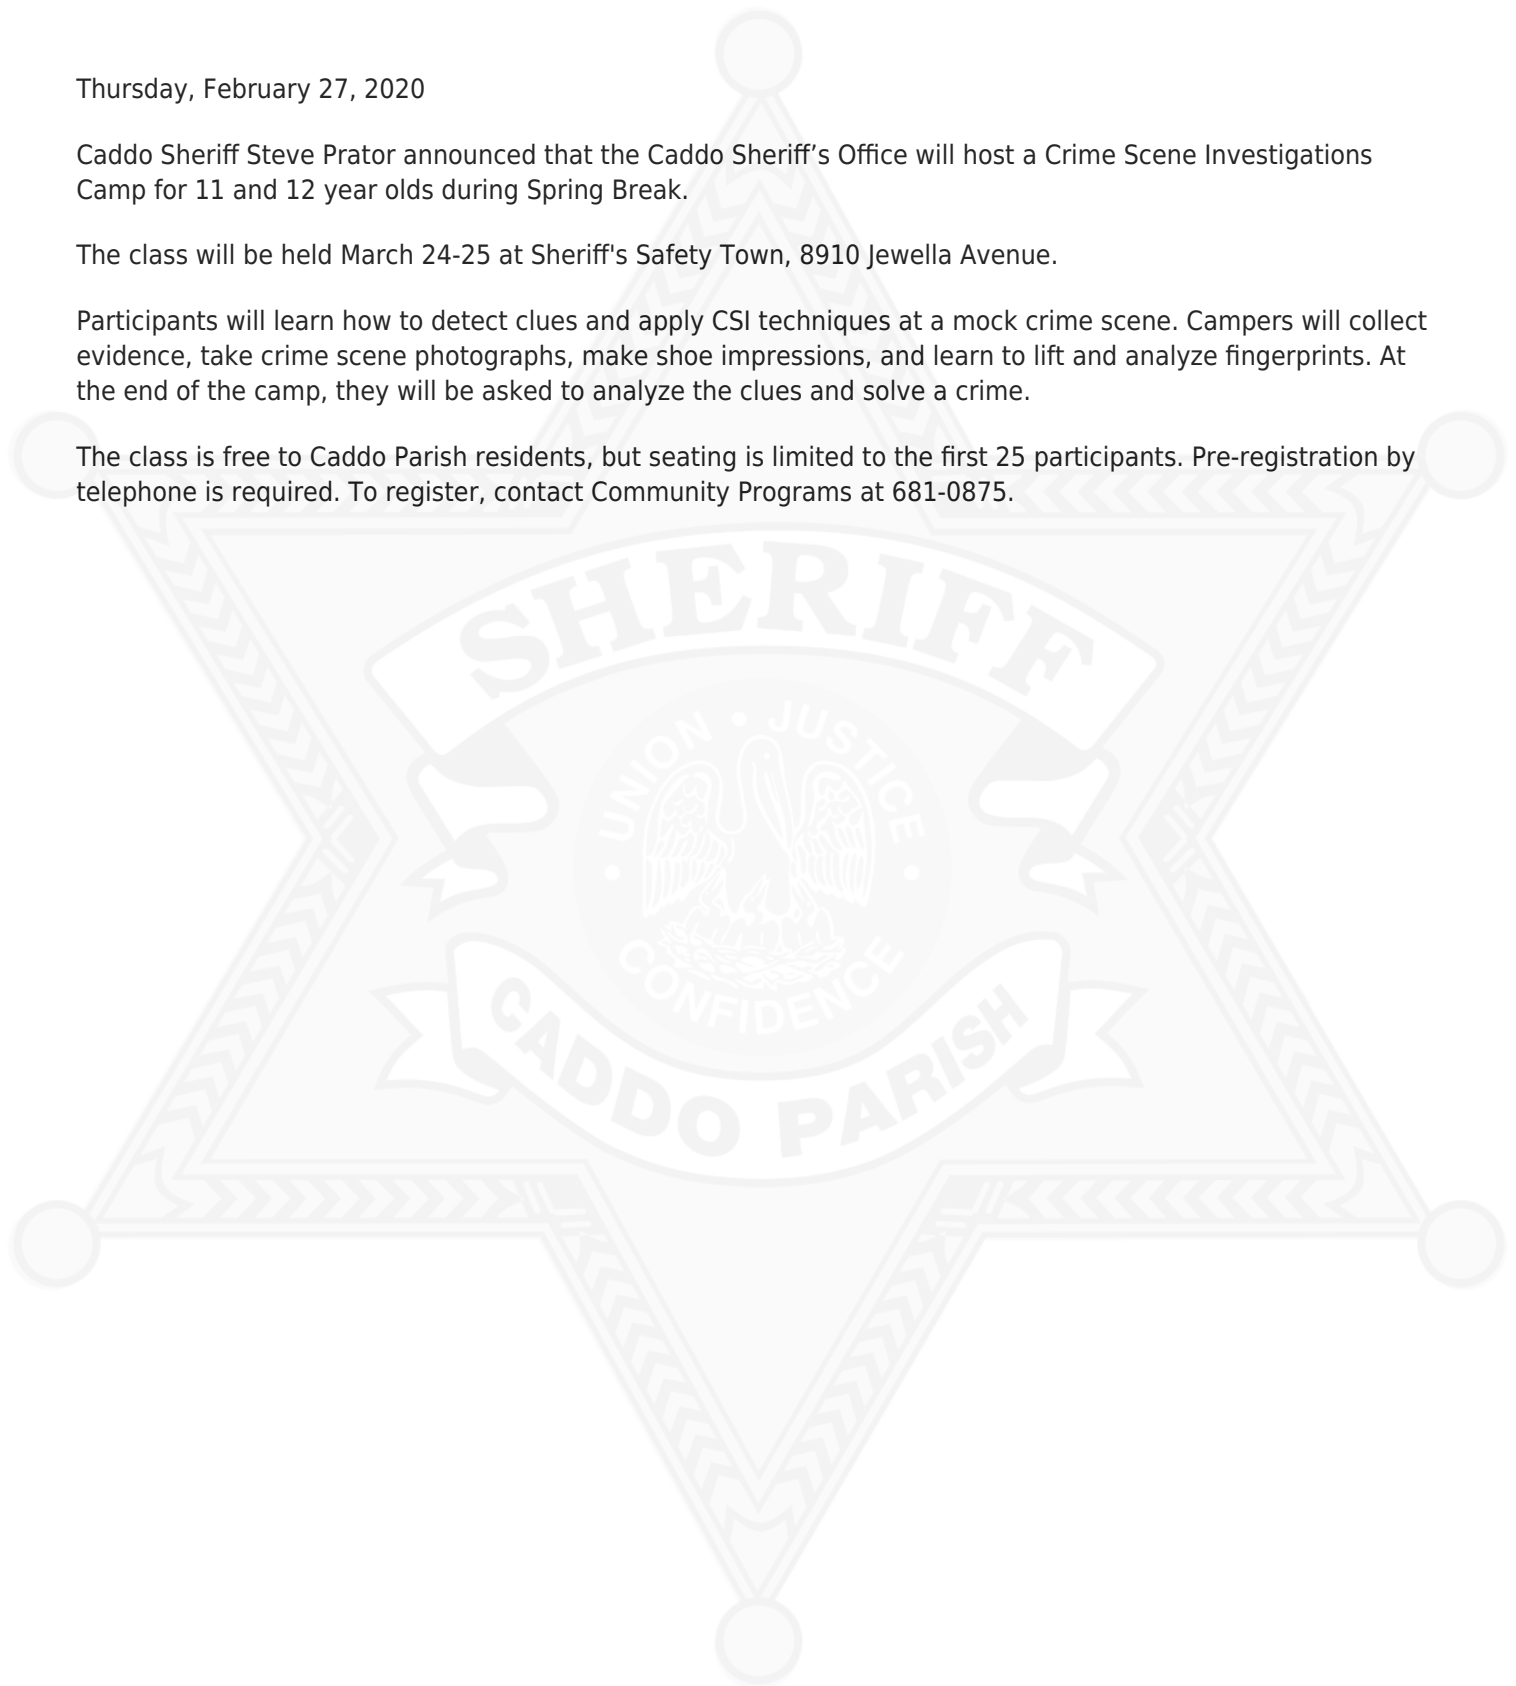 Thursday, February 27, 2020
Caddo Sheriff Steve Prator announced that the Caddo Sheriff’s Office will host a Crime Scene Investigations
Camp for 11 and 12 year olds during Spring Break.
The class will be held March 24-25 at Sheriff's Safety Town, 8910 Jewella Avenue.
Participants will learn how to detect clues and apply CSI techniques at a mock crime scene. Campers will collect
evidence, take crime scene photographs, make shoe impressions, and learn to lift and analyze fingerprints. At
the end of the camp, they will be asked to analyze the clues and solve a crime.
The class is free to Caddo Parish residents, but seating is limited to the first 25 participants. Pre-registration by
telephone is required. To register, contact Community Programs at 681-0875.
SHERIFF
UNION • JUSTICE
• CONFIDENCE •
CADDO PARISH